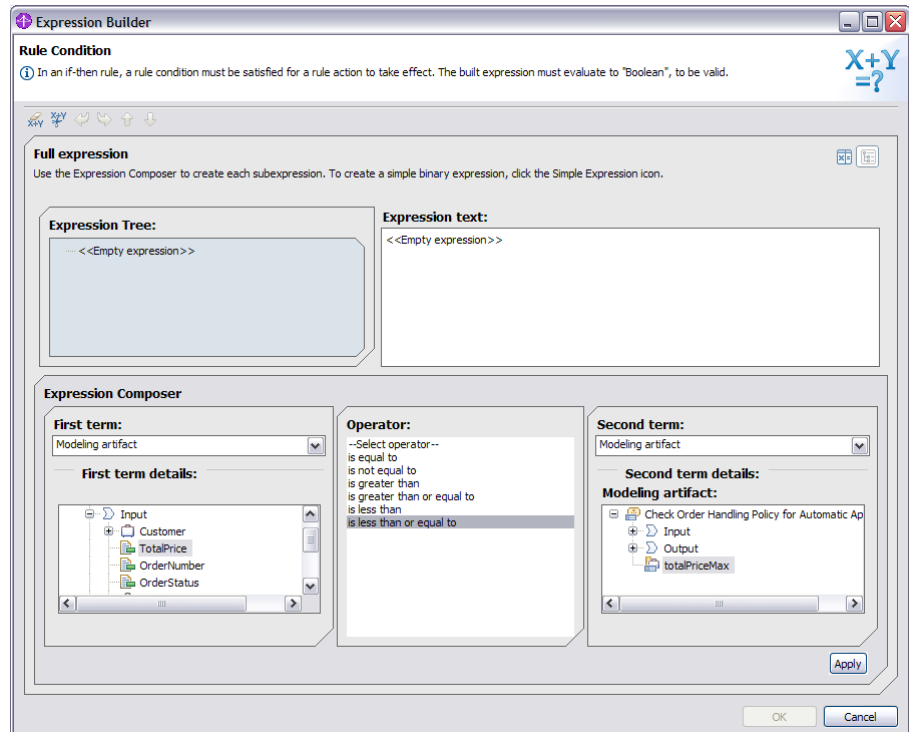 Expression Builder
Rule Condition
In an if-then rule, a rule condition must be satisfied for a rule action to take effect. The built expression must evaluate to "Boolean", to be valid.
X+Y
=?
X+Y X+Y
Full expression
Use the Expression Composer to create each subexpression. To create a simple binary expression, click the Simple Expression icon.
Expression Tree:
<<Empty expression>>
Expression text:
<<Empty expression>>
Expression Composer
First term:
Modeling artifact
First term details:
Input
Customer
TotalPrice
OrderNumber
OrderStatus
Operator:
--Select operator--
is equal to
is not equal to
is greater than
is greater than or equal to
is less than
is less than or equal to
Second term:
Modeling artifact
Second term details:
Modeling artifact:
Check Order Handling Policy for Automatic Ap
Input
Output
totalPriceMax
Apply
OK
Cancel